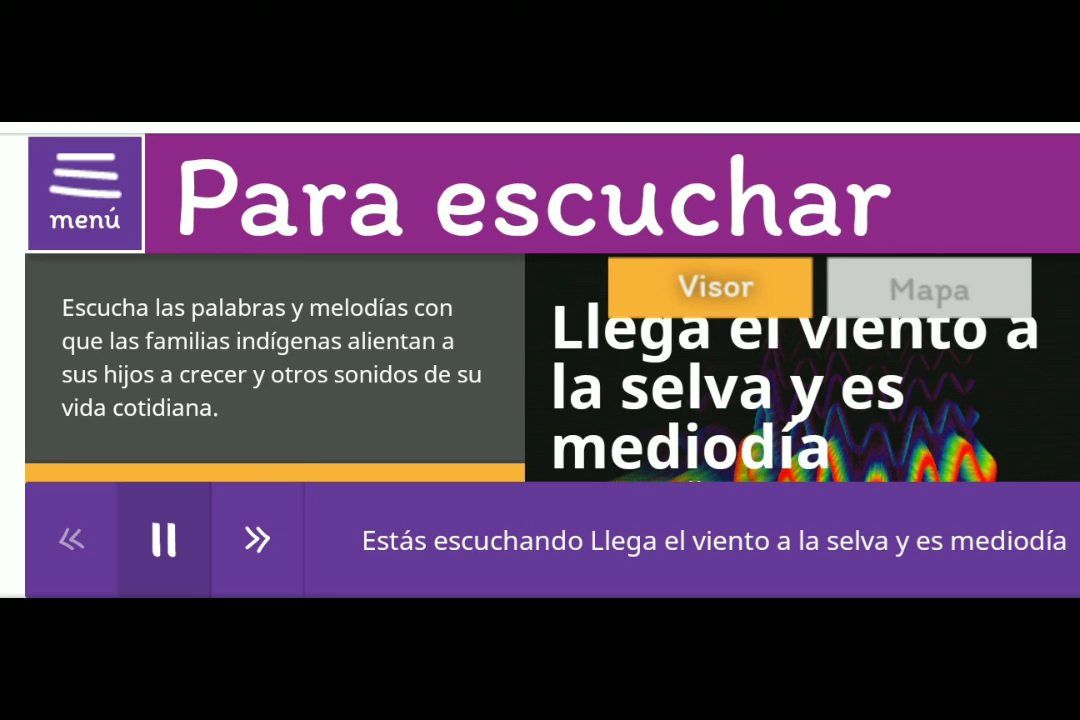 menú
Para escuchar
Escucha las palabras y melodías con
que las familias indígenas alientan a
sus hijos a crecer y otros sonidos de su
vida cotidiana.
Visor
Mapa
Llega el viento a
la selva y es
mediodía
Estás escuchando Llega el viento a la selva y es mediodía